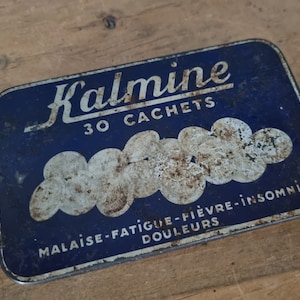 Kalmine
30 CACHETS
MALAISE-FATIGUE-FIÈVRE-INSOMNI
DOULEURS